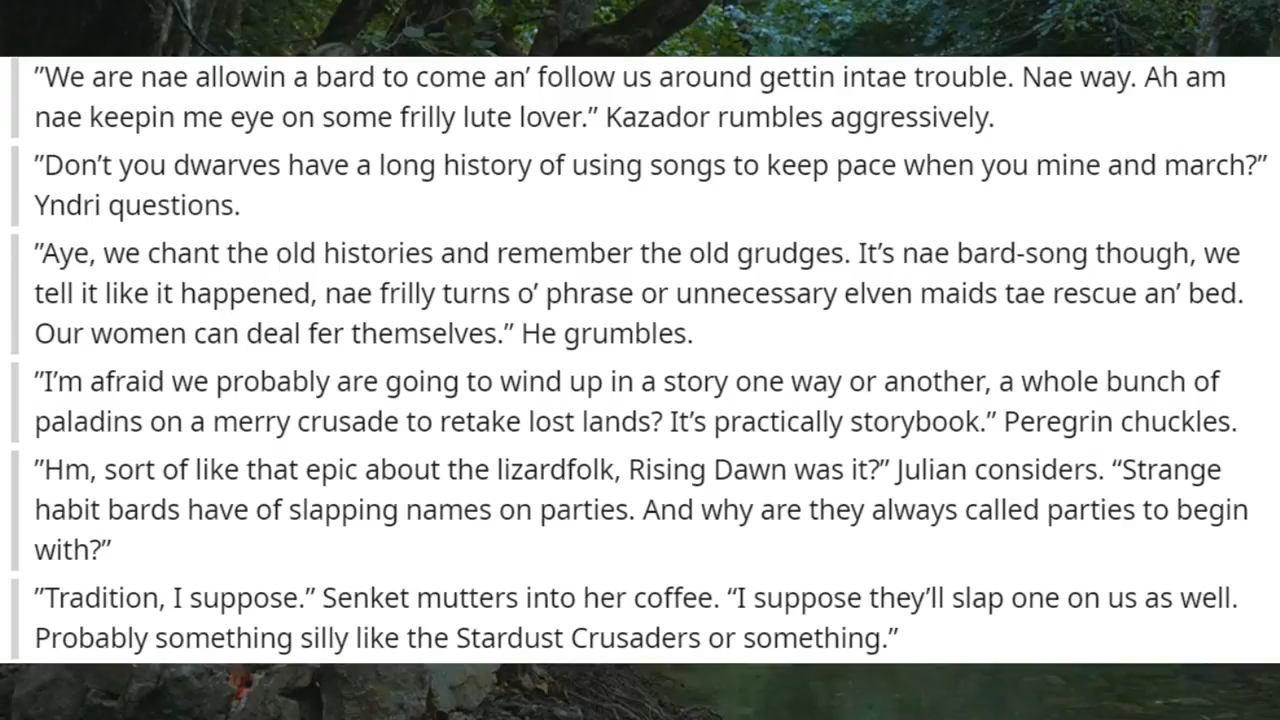 ”We are nae allowin a bard to come an’ follow us around gettin intae trouble. Nae way. Ah am
nae keepin me eye on some frilly lute lover.” Kazador rumbles aggressively.
”Don’t you dwarves have a long history of using songs to keep pace when you mine and march?”
Yndri questions.
”Aye, we chant the old histories and remember the old grudges. It’s nae bard-song though, we
tell it like it happened, nae frilly turns o’ phrase or unnecessary elven maids tae rescue an’ bed.
Our women can deal fer themselves.” He grumbles.
”I’m afraid we probably are going to wind up in a story one way or another, a whole bunch of
paladins on a merry crusade to retake lost lands? It’s practically storybook.” Peregrin chuckles.
”Hm, sort of like that epic about the lizardfolk, Rising Dawn was it?” Julian considers. “Strange
habit bards have of slapping names on parties. And why are they always called parties to begin
with?”
”Tradition, I suppose.” Senket mutters into her coffee. “I suppose they’ll slap one on us as well.
Probably something silly like the Stardust Crusaders or something.”